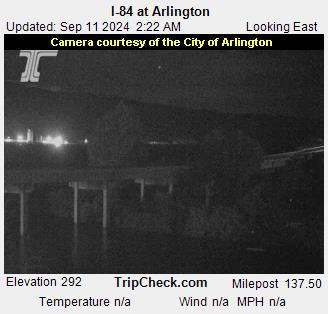 I-84 at Arlington
Updated: Sep 11 2024 2:22 AM Looking East
Camera courtesy of the City of Arlington
Elevation 292 TripCheck.com Milepost 137.50
Temperature n/a Wind n/a MPH n/a